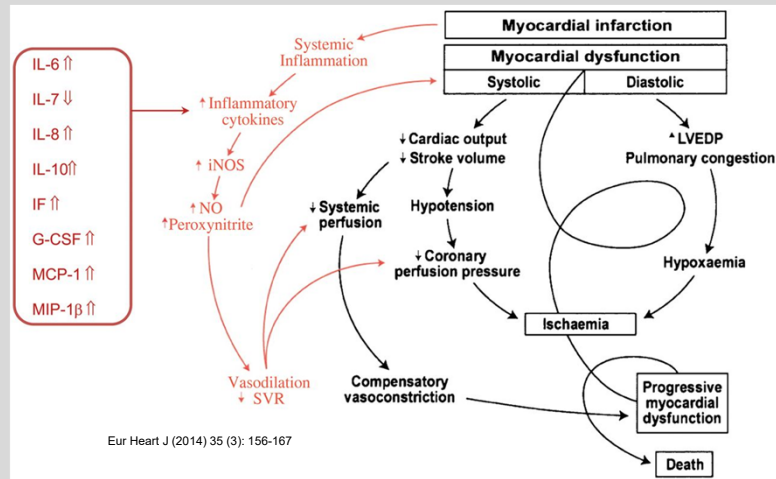 Myocardial infarction
Systemic
Inflammation
Myocardial dysfunction
Systolic
Diastolic
IL-6⇑
IL-7⇓
IL-8⇑
IL-10⇑
IF⇑
G-CSF⇑
MCP-1⇑
MIP-1β⇑
↑Inflammatory
cytokines
↑ iNOS
↑NO
↑Peroxynitrite
↓Cardiac output
↓Stroke volume
▲LVEDP
Pulmonary congestion
↓Systemic
perfusion
Hypotension
↓Coronary
perfusion pressure
Hypoxaemia
Ischaemia
Vasodilation
↓ SVR
Compensatory
vasoconstriction
Progressive
myocardial
dysfunction
Death
Eur Heart J (2014) 35 (3): 156-167